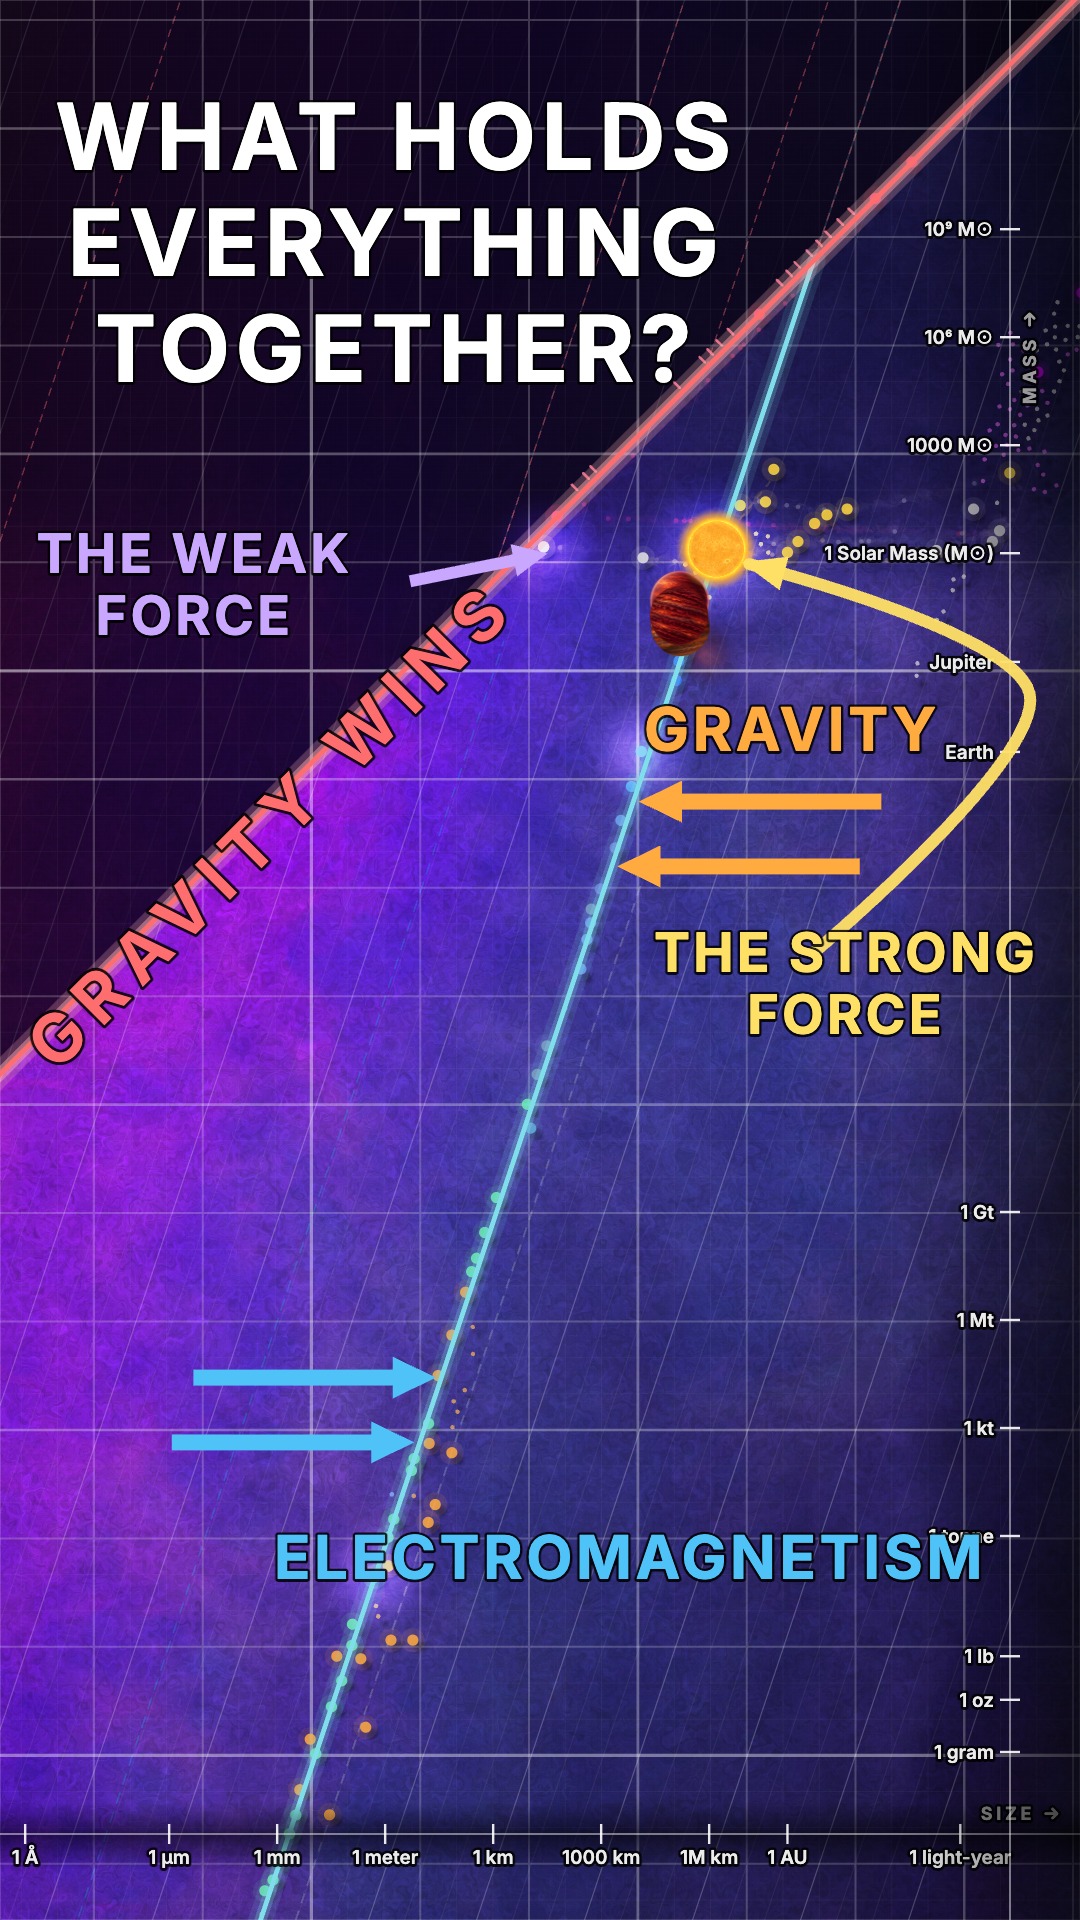 WHAT HOLDS
EVERYTHING
TOGETHER?
10⁹ M☉
10⁶ M☉
MASS →
1000 M☉
THE WEAK
FORCE
1 Solar Mass (M☉)
GRAVITY WINS
Jupiter
GRAVITY
Earth
THE STRONG
FORCE
1 Gt
1 Mt
1 kt
1 tonne
ELECTROMAGNETISM
1 lb
1 oz
1 gram
SIZE →
1 Å
1 µm
1 mm
1 meter
1 km
1000 km
1M km
1 AU
1 light-year